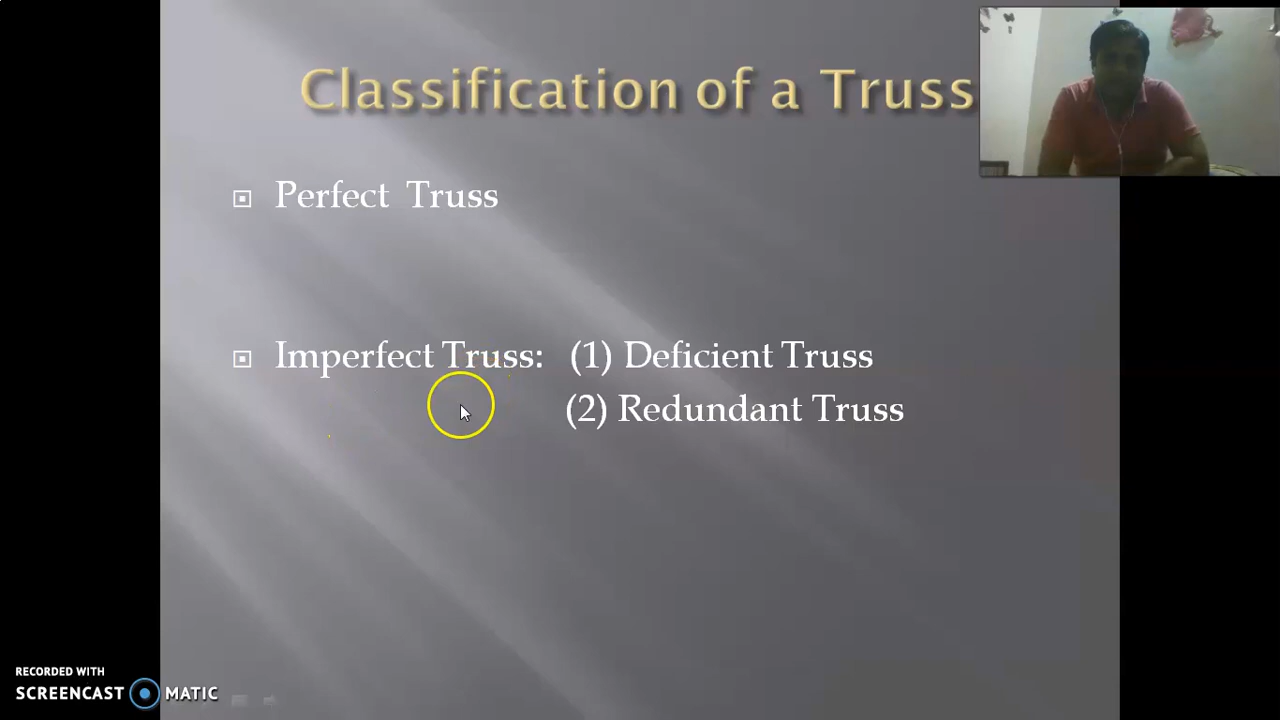 Classification of a Truss
Perfect Truss
Imperfect Truss: (1) Deficient Truss
(2) Redundant Truss
RECORDED WITH
SCREENCAST MATIC